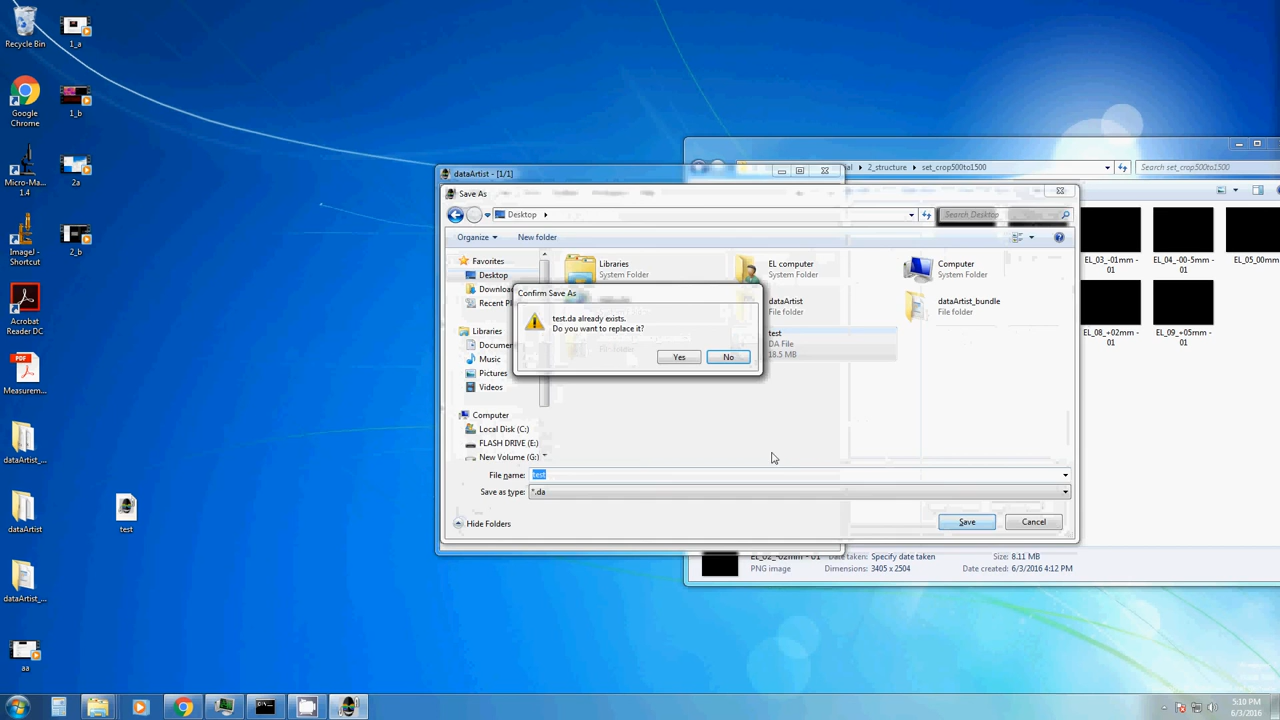 Recycle Bin
1_a
Google
Chrome
1_b
Micro-Ma...
1.4
2a
ImageJ -
Shortcut
2_b
Acrobat
Reader DC
Measurem...
dataArtist_...
dataArtist
test
dataArtist_...
aa
dataArtist - [1/1]
Save As
Desktop
Search Desktop
Organize
New folder
Favorites
Desktop
Downloa
Recent P
Libraries
Docume
Music
Pictures
Videos
Computer
Local Disk (C:)
FLASH DRIVE (E:)
New Volume (G:)
Libraries
System Folder
EL computer
System Folder
Computer
System Folder
dataArtist
File folder
dataArtist_bundle
File folder
test
DA File
18.5 MB
Confirm Save As
test.da already exists.
Do you want to replace it?
Yes
No
File name: test
Save as type: *.da
Hide Folders
Save
Cancel
2_structure
set_crop500to1500
Search set_crop500to1500
EL_03_-01mm -
01
EL_04_-00-5mm -
01
EL_05_00mm
EL_08_+02mm -
01
EL_09_+05mm -
01
EL_02_-02mm - 01
PNG image
Date taken: Specify date taken
Dimensions: 3405 x 2504
Size: 8.11 MB
Date created: 6/3/2016 4:12 PM
5:10 PM
6/3/2016